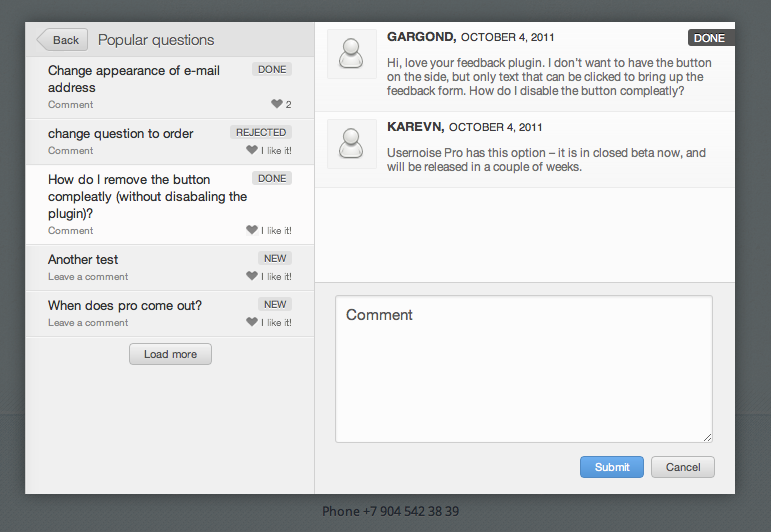 Back
Popular questions
Change appearance of e-mail
address
DONE
Comment
2
change question to order
REJECTED
Comment
I like it!
How do I remove the button
compleatly (without disabaling the
plugin)?
DONE
Comment
I like it!
Another test
NEW
Leave a comment
I like it!
When does pro come out?
NEW
Leave a comment
I like it!
Load more
GARGOND, OCTOBER 4, 2011
DONE
Hi, love your feedback plugin. I don't want to have the button
on the side, but only text that can be clicked to bring up the
feedback form. How do I disable the button compleatly?
KAREVN, OCTOBER 4, 2011
Usernoise Pro has this option – it is in closed beta now, and
will be released in a couple of weeks.
Comment
Submit
Cancel
Phone +7 904 542 38 39